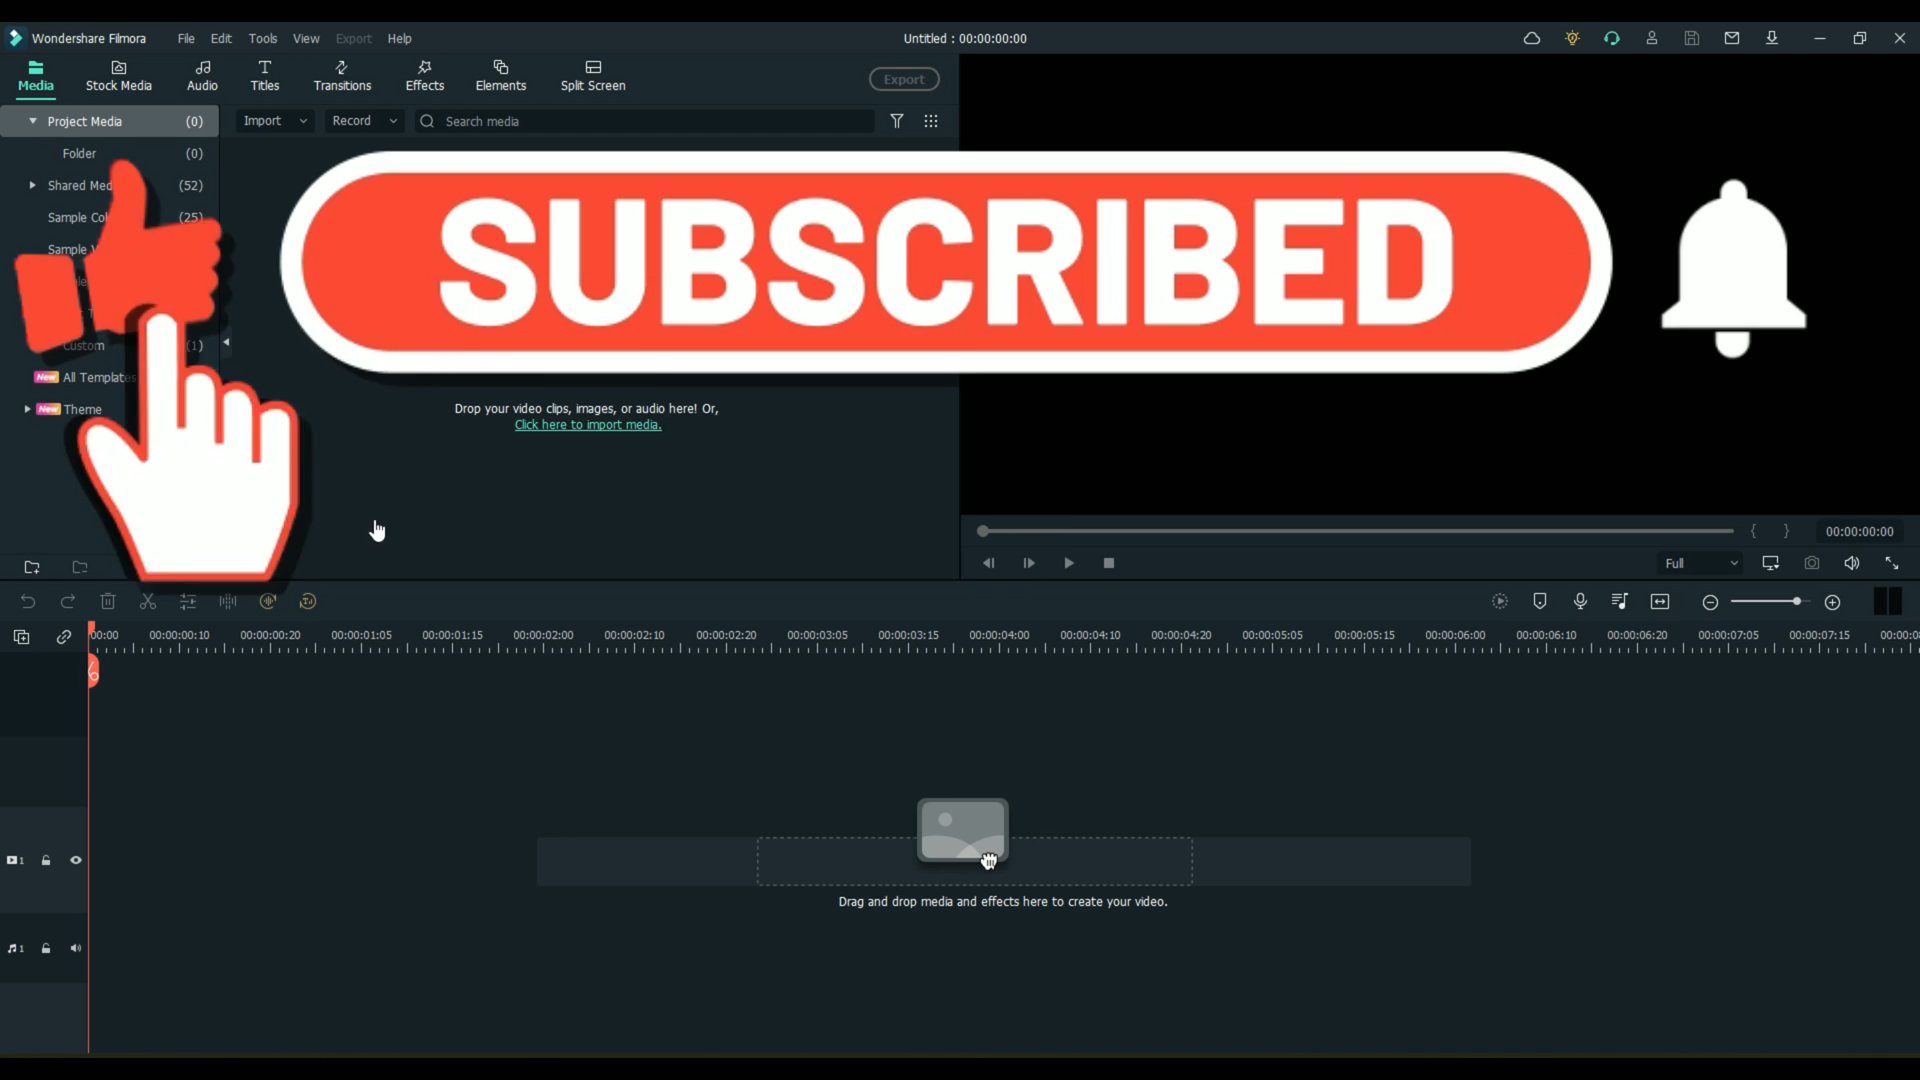 Wondershare Filmora File Edit Tools View Export Help Untitled : 00:00:00:00
Media Stock Media Audio Titles Transitions Effects Elements Split Screen Export
Project Media (0) Import Record Search media
Folder (0)
Shared Med (52)
Sample Col (25)
Sample V
SUBSCRIBED
Custom (1)
New All Templates
New Theme
Drop your video clips, images, or audio here! Or,
Click here to import media.
00:00:00:00
Full
00:00 00:00:00:10 00:00:00:20 00:00:01:05 00:00:01:15 00:00:02:00 00:00:02:10 00:00:02:20 00:00:03:05 00:00:03:15 00:00:04:00 00:00:04:10 00:00:04:20 00:00:05:05 00:00:05:15 00:00:06:00 00:00:06:10 00:00:06:20 00:00:07:05 00:00:07:15 00:00:0
1
Drag and drop media and effects here to create your video.
1